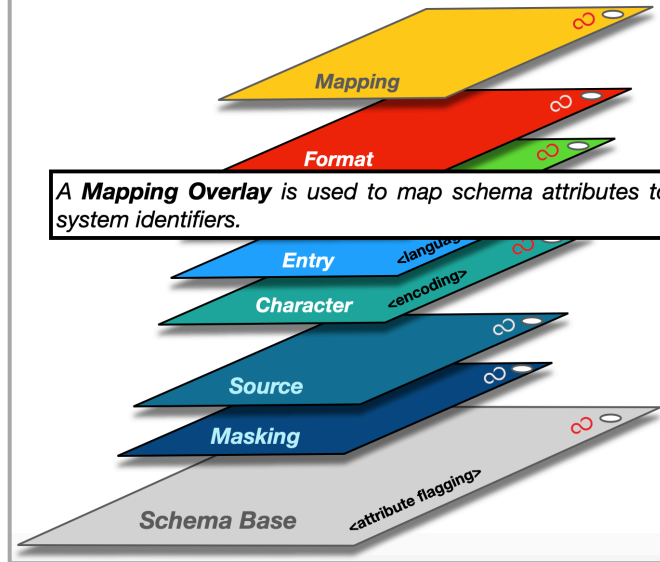 Mapping
Format
A Mapping Overlay is used to map schema attributes to
system identifiers.
Entry
Character <encoding>
Source
Masking
Schema Base <attribute flagging>